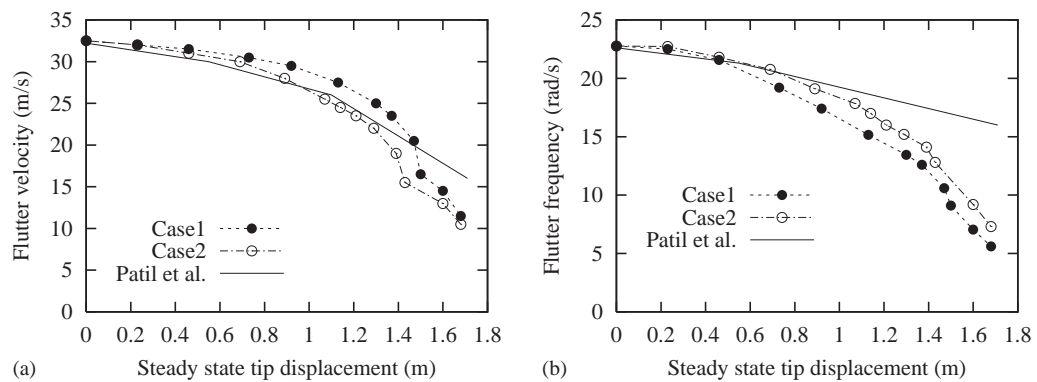 35
30
25
20
15
10
5
0
Flutter velocity (m/s)
Case1
Case2
Patil et al.
0 0.2 0.4 0.6 0.8 1 1.2 1.4 1.6 1.8
(a) Steady state tip displacement (m)
25
20
15
10
5
0
Flutter frequency (rad/s)
Case1
Case2
Patil et al.
0 0.2 0.4 0.6 0.8 1 1.2 1.4 1.6 1.8
(b) Steady state tip displacement (m)